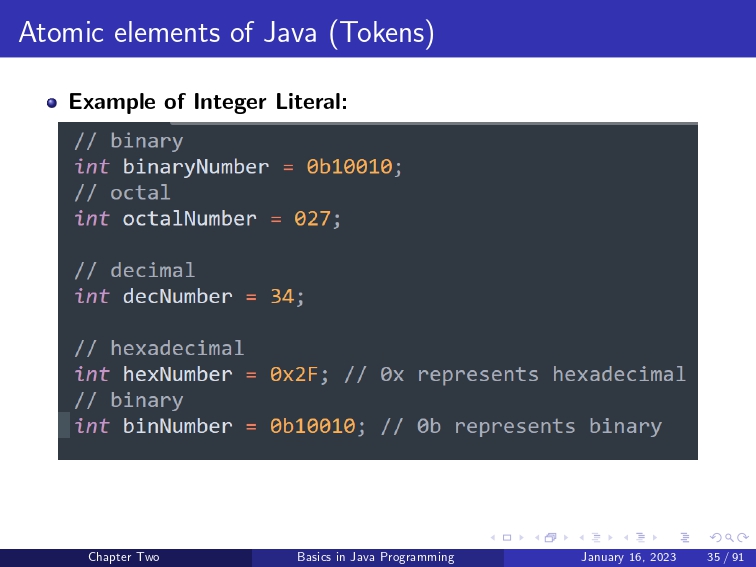 Atomic elements of Java (Tokens)
Example of Integer Literal:
// binary
int binaryNumber = 0b10010;
// octal
int octalNumber = 027;
// decimal
int decNumber = 34;
// hexadecimal
int hexNumber = 0x2F; // 0x represents hexadecimal
// binary
int binNumber = 0b10010; // 0b represents binary
Chapter Two Basics in Java Programming January 16, 2023 35 / 91